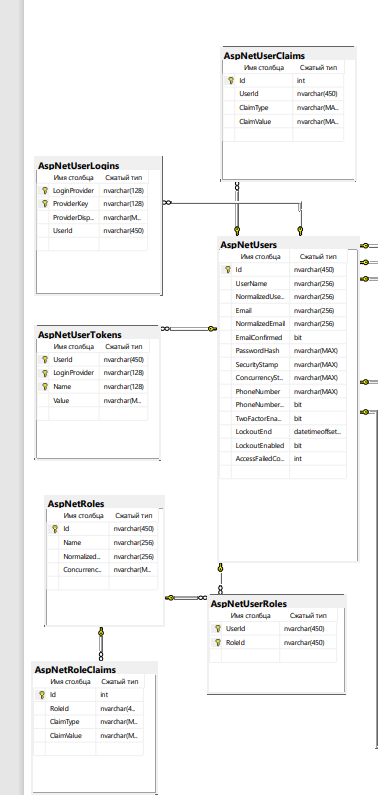 AspNetUserClaims
Имя столбца Сжатый тип
Id int
UserId nvarchar(450)
ClaimType nvarchar(MA...
ClaimValue nvarchar(MA...
AspNetUserLogins
Имя столбца Сжатый тип
LoginProvider nvarchar(128)
ProviderKey nvarchar(128)
ProviderDisp... nvarchar(M...
UserId nvarchar(450)
AspNetUsers
Имя столбца Сжатый тип
Id nvarchar(450)
UserName nvarchar(256)
NormalizedUse... nvarchar(256)
Email nvarchar(256)
NormalizedEmail nvarchar(256)
EmailConfirmed bit
PasswordHash nvarchar(MAX)
SecurityStamp nvarchar(MAX)
ConcurrencySt... nvarchar(MAX)
PhoneNumber nvarchar(MAX)
PhoneNumber... bit
TwoFactorEna... bit
LockoutEnd datetimeoffset...
LockoutEnabled bit
AccessFailedCo... int
AspNetUserTokens
Имя столбца Сжатый тип
UserId nvarchar(450)
LoginProvider nvarchar(128)
Name nvarchar(128)
Value nvarchar(M...
AspNetRoles
Имя столбца Сжатый тип
Id nvarchar(450)
Name nvarchar(256)
Normalized... nvarchar(256)
Concurrenc... nvarchar(M...
AspNetUserRoles
Имя столбца Сжатый тип
UserId nvarchar(450)
RoleId nvarchar(450)
AspNetRoleClaims
Имя столбца Сжатый тип
Id int
RoleId nvarchar(4...
ClaimType nvarchar(M...
ClaimValue nvarchar(M...